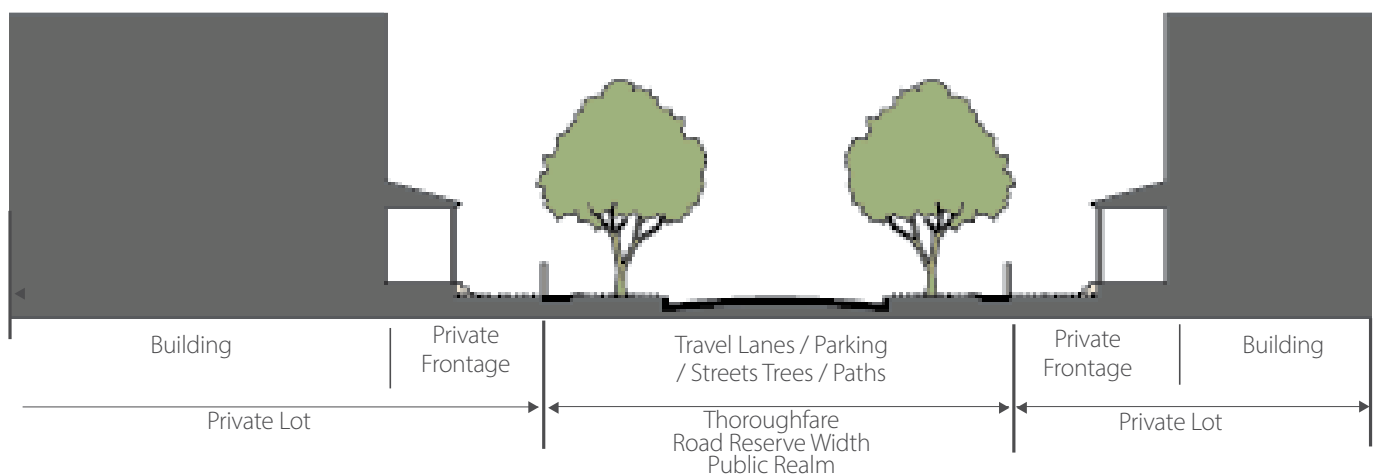 Building
Private
Frontage
Travel Lanes / Parking
/ Streets Trees / Paths
Private
Frontage
Building
Private Lot
Thoroughfare
Road Reserve Width
Public Realm
Private Lot